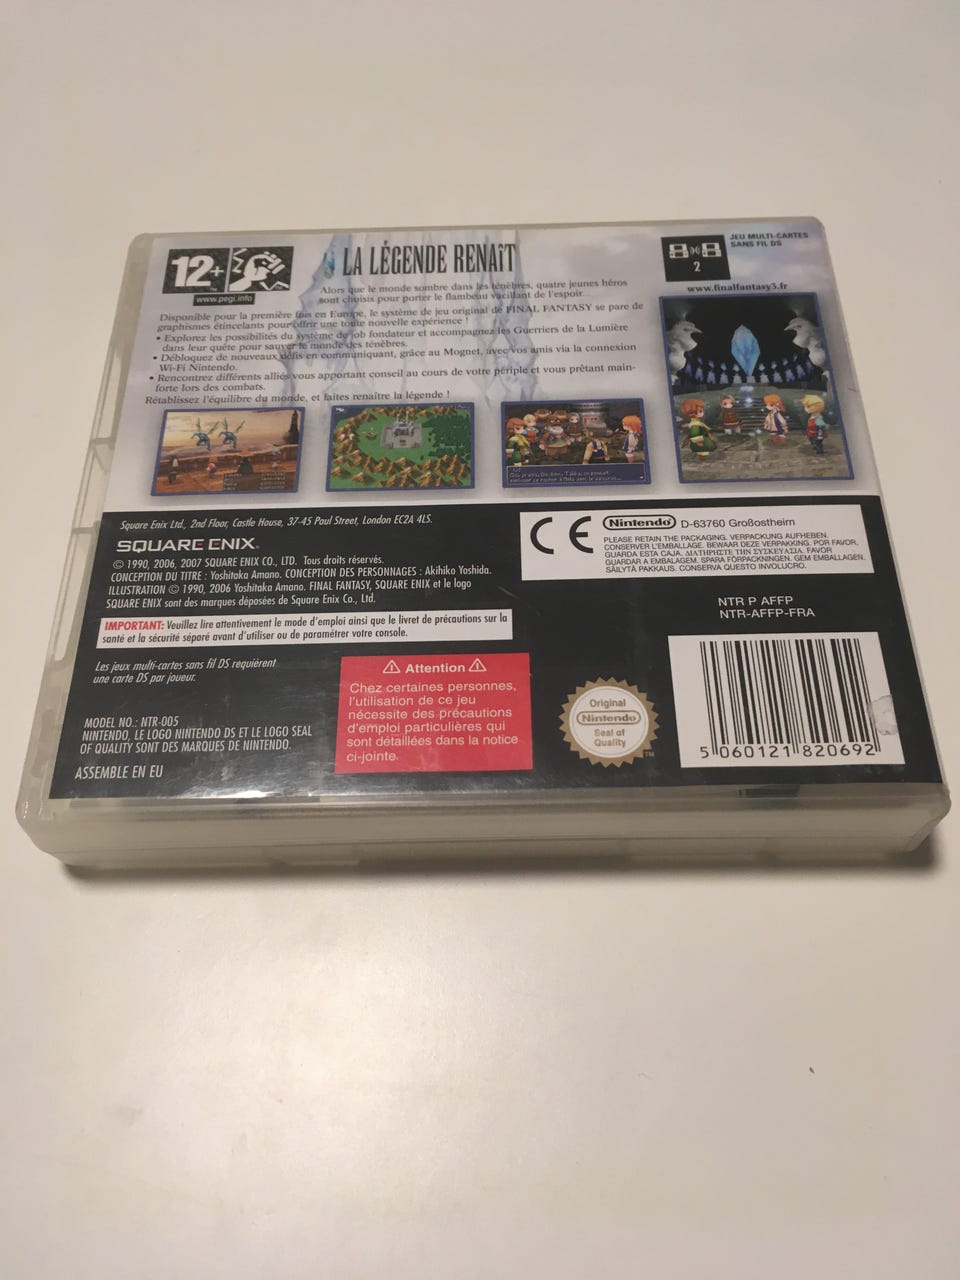 12+
www.pegi.info
LA LÉGENDE RENAîT
JEU MULTI-CARTES
SANS FIL DS
2
www.finalfantasy3.fr
Alors que le monde sombre dans les ténèbres, quatre jeunes héros
sont choisis pour porter le flambeau vacillant de l'espoir...
Disponible pour la première fois en Europe, le système de jeu original de FINAL FANTASY se pare de
graphismes étincelants pour offrir une toute nouvelle expérience !
• Explorez les possibilités du système de job fondateur et accompagnez les Guerriers de la Lumière
dans leur quête pour sauver le monde des ténèbres.
• Débloquez de nouveaux défis en communiquant, grâce au Mognet, avec vos amis via la connexion
Wi-Fi Nintendo.
• Rencontrez différents alliés vous apportant conseil au cours de votre périple et vous prêtant main-
forte lors des combats.
Rétablissez l'équilibre du monde, et faites renaître la légende !
Square Enix Ltd., 2nd Floor, Castle House, 37-45 Paul Street, London EC2A 4LS.
SQUARE ENIX.
© 1990, 2006, 2007 SQUARE ENIX CO., LTD. Tous droits réservés.
CONCEPTION DU TITRE : Yoshitaka Amano. CONCEPTION DES PERSONNAGES : Akihiko Yoshida.
ILLUSTRATION © 1990, 2006 Yoshitaka Amano. FINAL FANTASY, SQUARE ENIX et le logo
SQUARE ENIX sont des marques déposées de Square Enix Co., Ltd.
IMPORTANT: Veuillez lire attentivement le mode d'emploi ainsi que le livret de précautions sur la
santé et la sécurité séparé avant d'utiliser ou de paramétrer votre console.
Les jeux multi-cartes sans fil DS requièrent
une carte DS par joueur.
MODEL NO.: NTR-005
NINTENDO, LE LOGO NINTENDO DS ET LE LOGO SEAL
OF QUALITY SONT DES MARQUES DE NINTENDO.
ASSEMBLE EN EU
⚠ Attention ⚠
Chez certaines personnes,
l'utilisation de ce jeu
nécessite des précautions
d'emploi particulières qui
sont détaillées dans la notice
ci-jointe.
CE
Nintendo D-63760 Großostheim
PLEASE RETAIN THE PACKAGING. VERPACKUNG AUFHEBEN.
CONSERVER L'EMBALLAGE. BEWAAR DEZE VERPAKKING. POR FAVOR,
GUARDA ESTA CAJA. ΔΙΑΤΗΡΗΣΤΕ ΤΗΝ ΣΥΣΚΕΥΑΣΙΑ. FAVOR
GUARDAR A EMBALAGEM. SPARA FÖRPACKNINGEN. GEM EMBALLAGEN.
SÄILYTÄ PAKKAUS. CONSERVA QUESTO INVOLUCRO.
NTR P AFFP
NTR-AFFP-FRA
Original
Nintendo
Seal of
Quality
TM
5 060121 820692